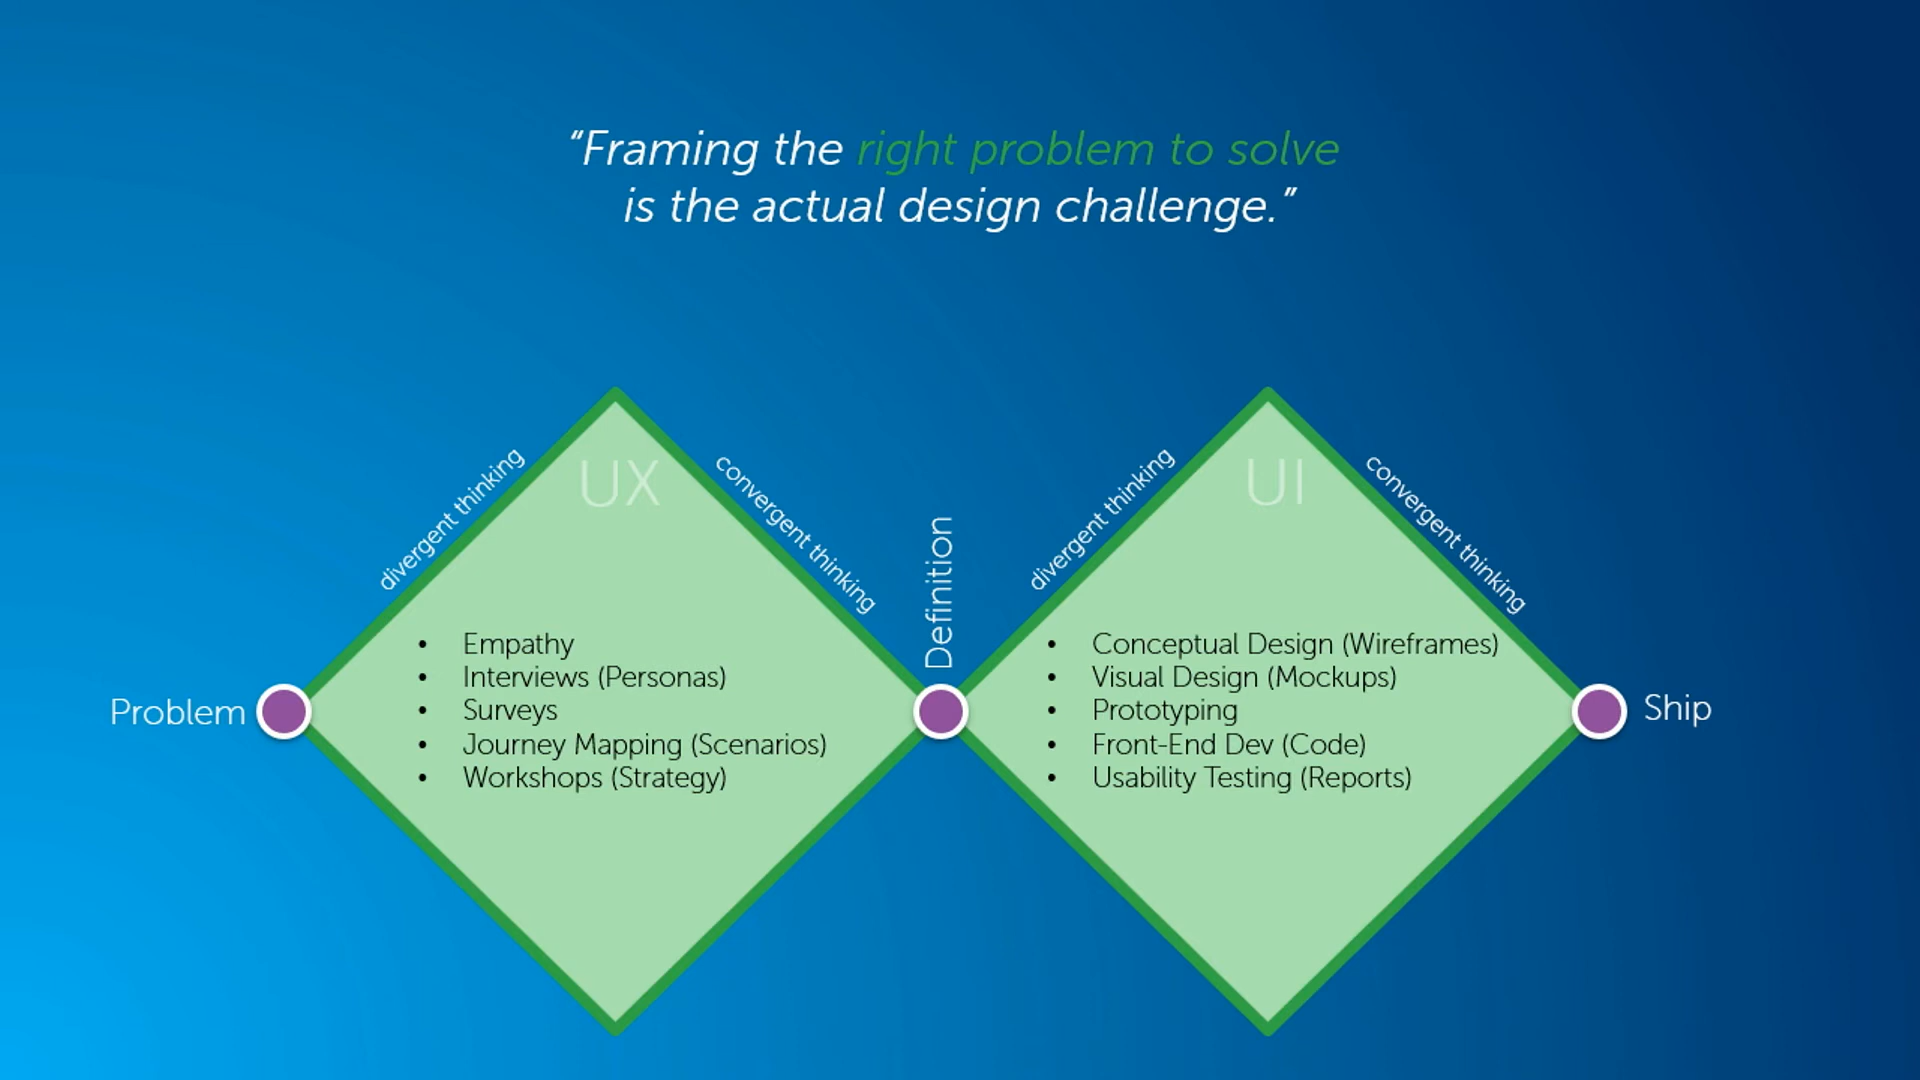 “Framing the right problem to solve
is the actual design challenge.”
Problem
divergent thinking
UX
convergent thinking
• Empathy
• Interviews (Personas)
• Surveys
• Journey Mapping (Scenarios)
• Workshops (Strategy)
Definition
divergent thinking
UI
convergent thinking
• Conceptual Design (Wireframes)
• Visual Design (Mockups)
• Prototyping
• Front-End Dev (Code)
• Usability Testing (Reports)
Ship